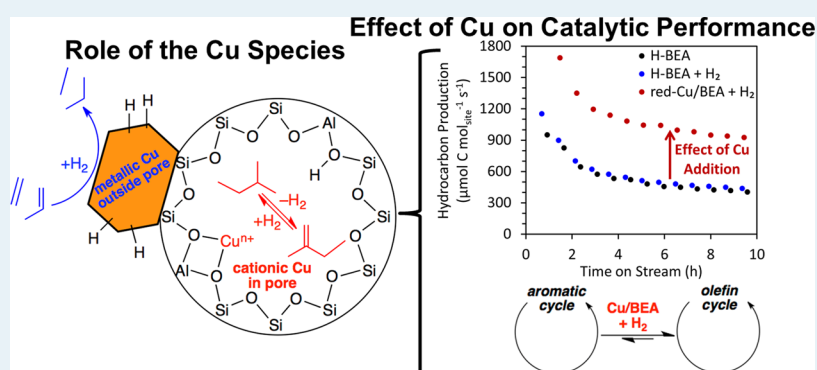 Effect of Cu on Catalytic Performance
Role of the Cu Species
H H
+H₂
metallic Cu
outside pore
H
H
Si
Si
Si
Al
O
O
O
O
O
H
Si
Si
O
O
Si
Si
–H₂
+H₂
O
Cuⁿ⁺
O
Al
O
cationic Cu
in pore
Si
O
O
Si
O
O
Si
Si
Hydrocarbon Production
(μmol C mol_site⁻¹ s⁻¹)
1800
1500
1200
900
600
300
0
H-BEA
H-BEA + H₂
red-Cu/BEA + H₂
Effect of Cu
Addition
0 2 4 6 8 10
Time on Stream (h)
aromatic
cycle
Cu/BEA
+ H₂
olefin
cycle